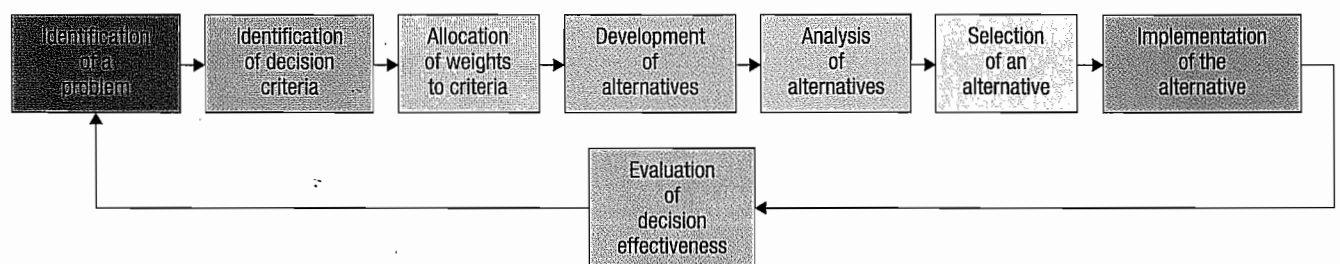 Identification
of a
problem
Identification
of decision
criteria
Allocation
of weights
to criteria
Development
of
alternatives
Analysis
of
alternatives
Selection
of an
alternative
Implementation
of the
alternative
Evaluation
of
decision
effectiveness